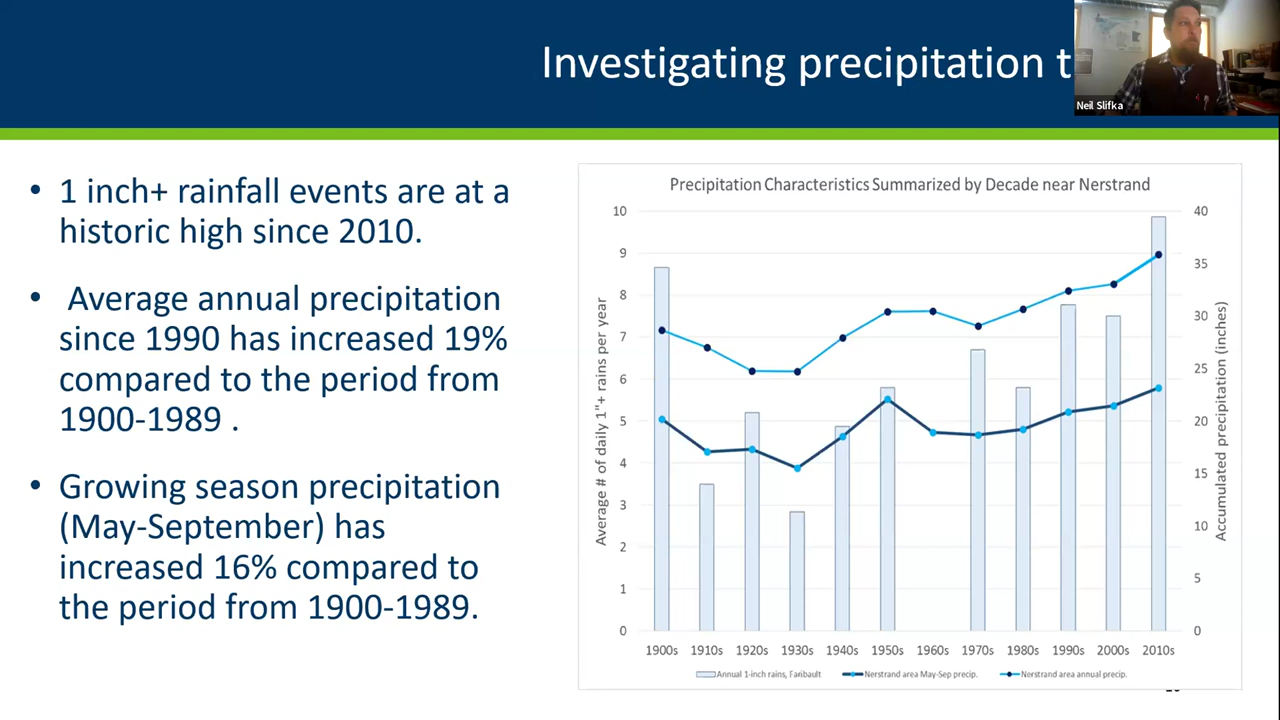 Investigating precipitation t
Neil Slifka
• 1 inch+ rainfall events are at a
historic high since 2010.
• Average annual precipitation
since 1990 has increased 19%
compared to the period from
1900-1989 .
• Growing season precipitation
(May-September) has
increased 16% compared to
the period from 1900-1989.
Precipitation Characteristics Summarized by Decade near Nerstrand
Average # of daily 1"+ rains per year
10
9
8
7
6
5
4
3
2
1
0
40
35
30
25
20
15
10
5
0
Accumulated precipitation (inches)
1900s 1910s 1920s 1930s 1940s 1950s 1960s 1970s 1980s 1990s 2000s 2010s
Annual 1-inch rains, Faribault Nerstrand area May-Sep precip. Nerstrand area annual precip.